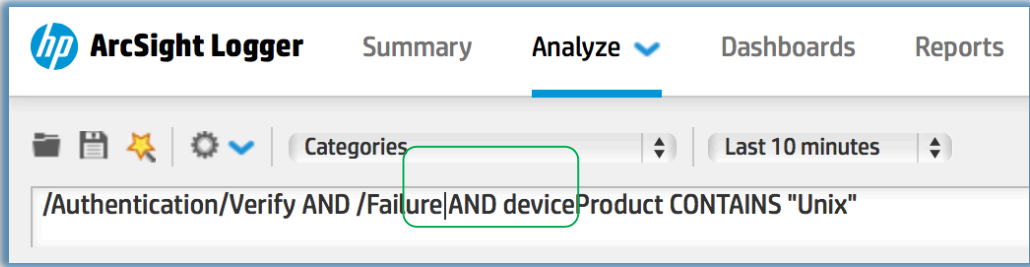 hp ArcSight Logger Summary Analyze Dashboards Reports
Categories Last 10 minutes
/Authentication/Verify AND /Failure|AND deviceProduct CONTAINS "Unix"